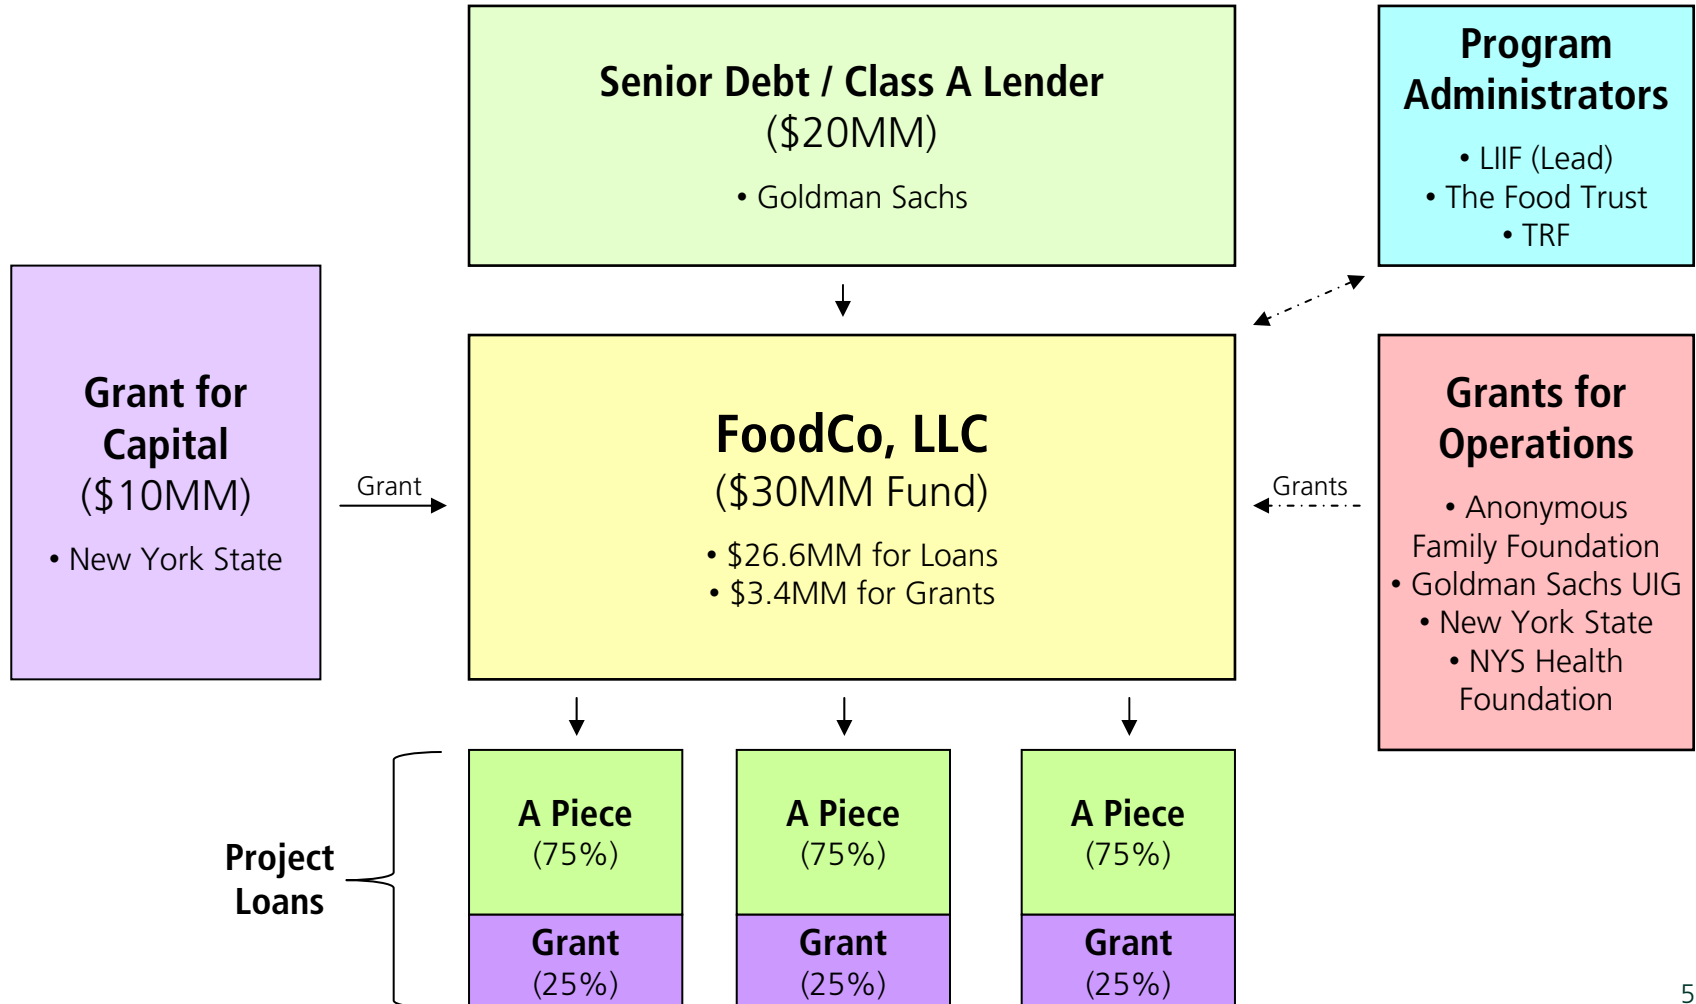 Senior Debt / Class A Lender
($20MM)
• Goldman Sachs
Program
Administrators
• LIIF (Lead)
• The Food Trust
• TRF
Grant for
Capital
($10MM)
• New York State
Grant
FoodCo, LLC
($30MM Fund)
• $26.6MM for Loans
• $3.4MM for Grants
Grants
Grants for
Operations
• Anonymous
Family Foundation
• Goldman Sachs UIG
• New York State
• NYS Health
Foundation
Project
Loans
A Piece
(75%)
Grant
(25%)
A Piece
(75%)
Grant
(25%)
A Piece
(75%)
Grant
(25%)
5